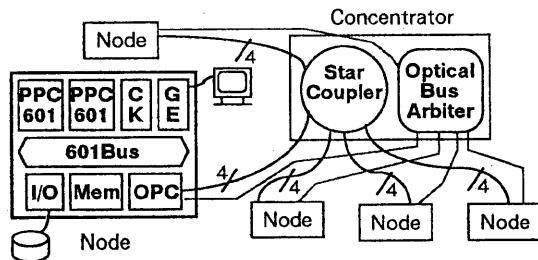 Concentrator
Node
4
Star
Coupler
Optical
Bus
Arbiter
PPC
601
PPC
601
C
K
G
E
601Bus
I/O
Mem
OPC
4
4
4
4
Node
Node
Node
Node